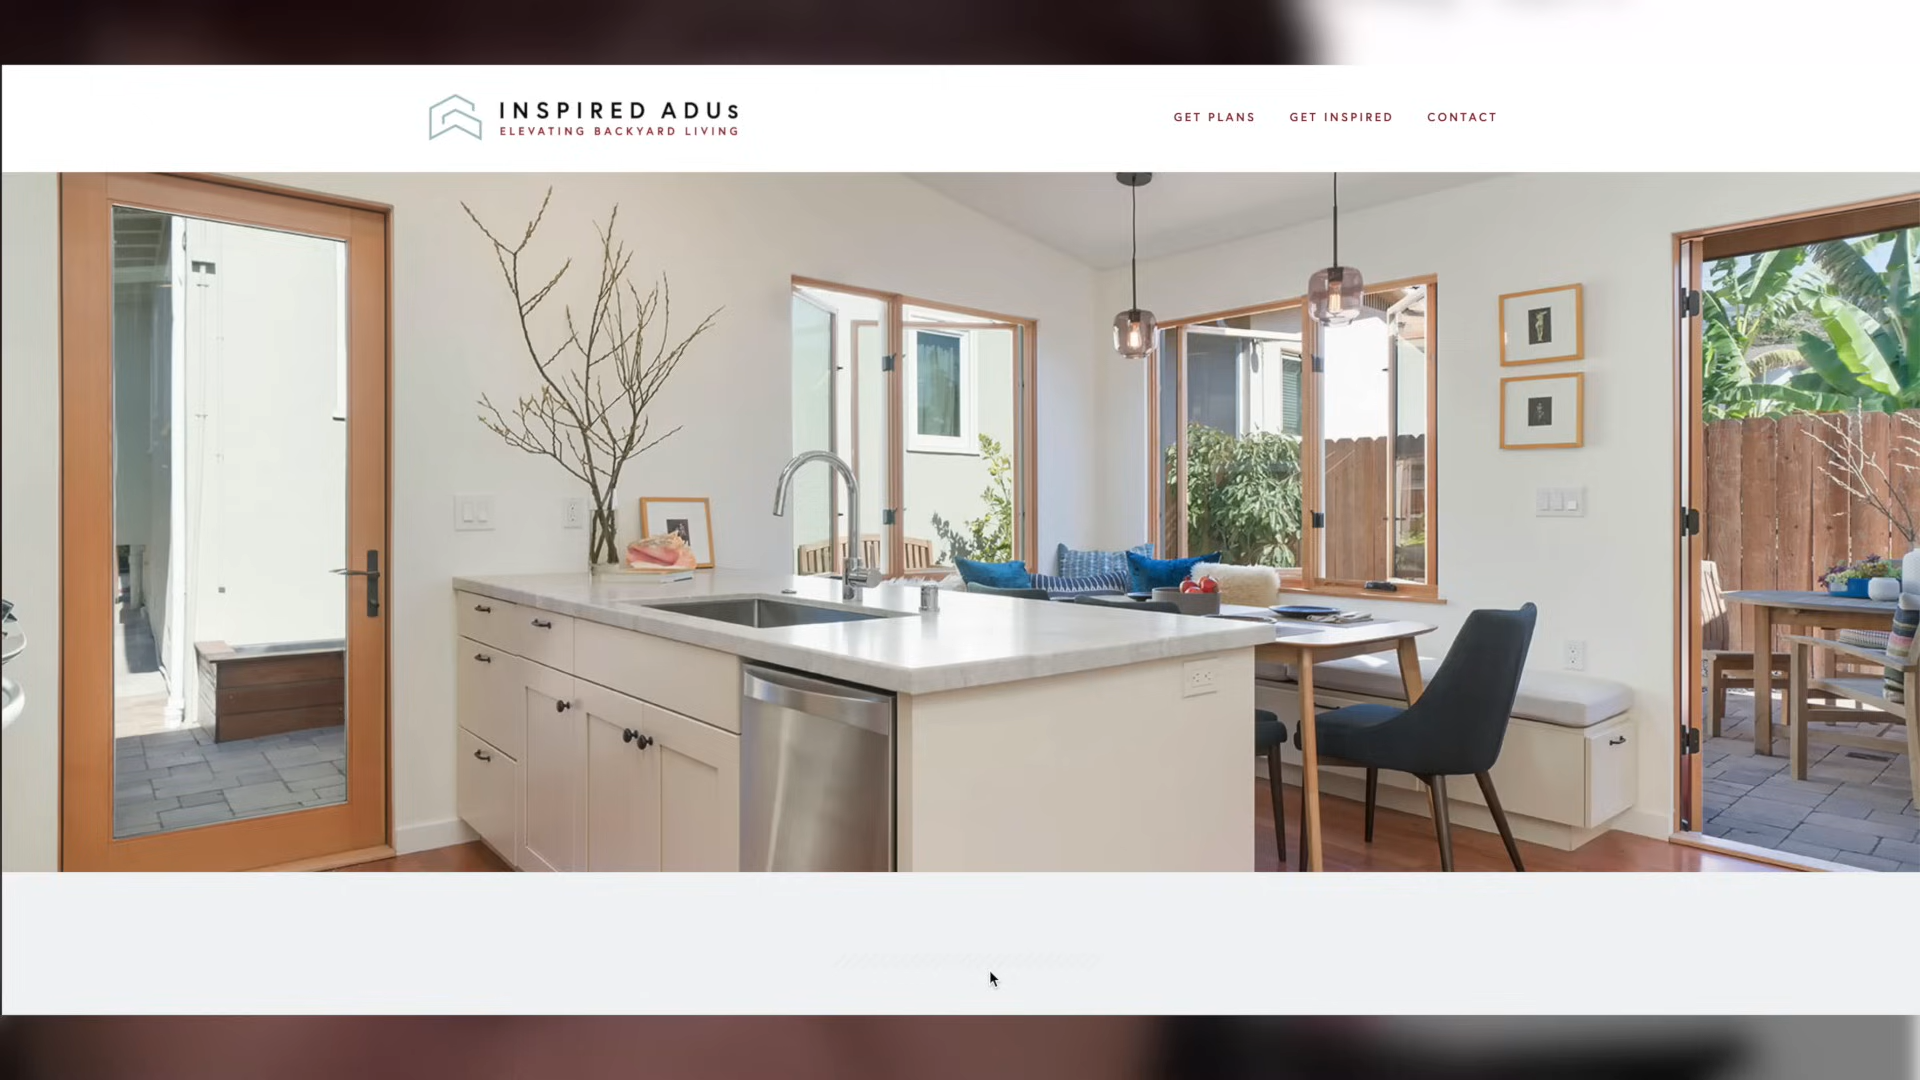 INSPIRED ADUs
ELEVATING BACKYARD LIVING
GET PLANS
GET INSPIRED
CONTACT